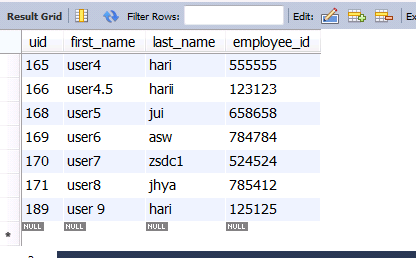 Result Grid Filter Rows: Edit:
uid first_name last_name employee_id
165 user4 hari 555555
166 user4.5 harii 123123
168 user5 jui 658658
169 user6 asw 784784
170 user7 zsdc1 524524
171 user8 jhya 785412
189 user 9 hari 125125
* NULL NULL NULL NULL